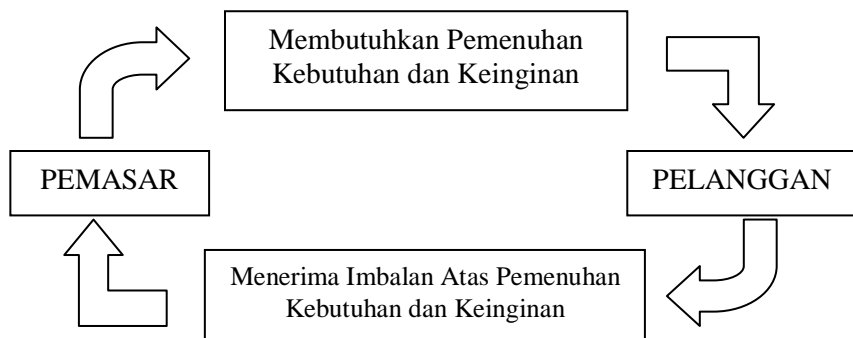 Membutuhkan Pemenuhan
Kebutuhan dan Keinginan
PEMASAR
PELANGGAN
Menerima Imbalan Atas Pemenuhan
Kebutuhan dan Keinginan